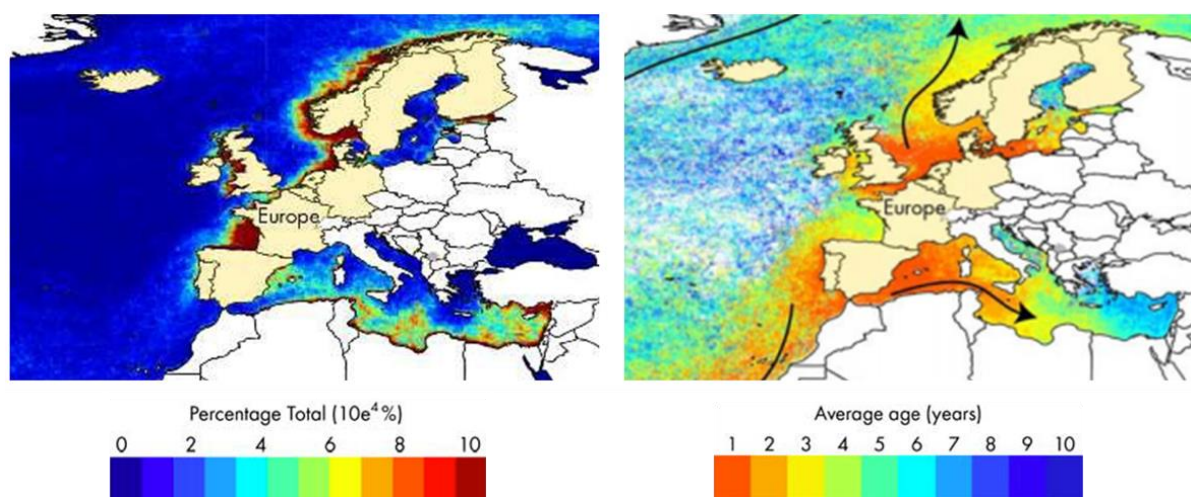 Europe
Europe
Percentage Total (10e⁴%)
0 2 4 6 8 10
Average age (years)
1 2 3 4 5 6 7 8 9 10